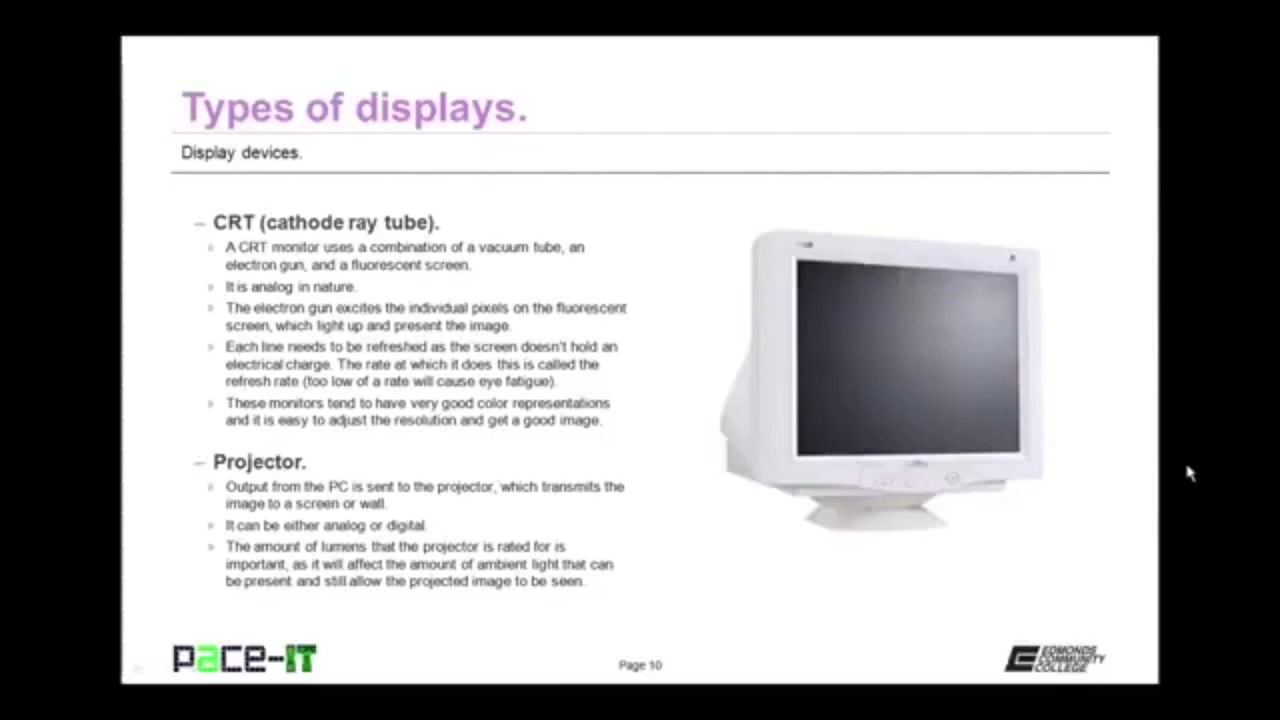 Types of displays.
Display devices.
– CRT (cathode ray tube).
» A CRT monitor uses a combination of a vacuum tube, an
electron gun, and a fluorescent screen.
» It is analog in nature.
» The electron gun excites the individual pixels on the fluorescent
screen, which light up and present the image.
» Each line needs to be refreshed as the screen doesn't hold an
electrical charge. The rate at which it does this is called the
refresh rate (too low of a rate will cause eye fatigue).
» These monitors tend to have very good color representations
and it is easy to adjust the resolution and get a good image.
– Projector.
» Output from the PC is sent to the projector, which transmits the
image to a screen or wall.
» It can be either analog or digital.
» The amount of lumens that the projector is rated for is
important, as it will affect the amount of ambient light that can
be present and still allow the projected image to be seen.
pace-IT
Page 10
EDMONDS
COMMUNITY
COLLEGE